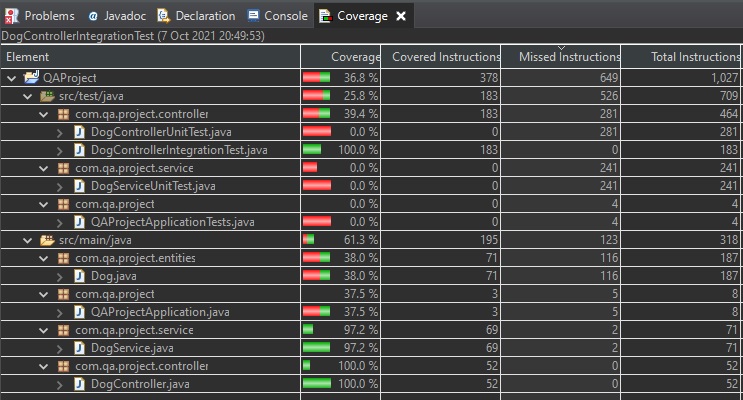 Problems Javadoc Declaration Console Coverage
DogControllerIntegrationTest (7 Oct 2021 20:49:53)
Element Coverage Covered Instructions Missed Instructions Total Instructions
QAProject 36.8 % 378 649 1,027
src/test/java 25.8 % 183 526 709
com.qa.project.controller 39.4 % 183 281 464
DogControllerUnitTest.java 0.0 % 0 281 281
DogControllerIntegrationTest.java 100.0 % 183 0 183
com.qa.project.service 0.0 % 0 241 241
DogServiceUnitTest.java 0.0 % 0 241 241
com.qa.project 0.0 % 0 4 4
QAProjectApplicationTests.java 0.0 % 0 4 4
src/main/java 61.3 % 195 123 318
com.qa.project.entities 38.0 % 71 116 187
Dog.java 38.0 % 71 116 187
com.qa.project 37.5 % 3 5 8
QAProjectApplication.java 37.5 % 3 5 8
com.qa.project.service 97.2 % 69 2 71
DogService.java 97.2 % 69 2 71
com.qa.project.controller 100.0 % 52 0 52
DogController.java 100.0 % 52 0 52